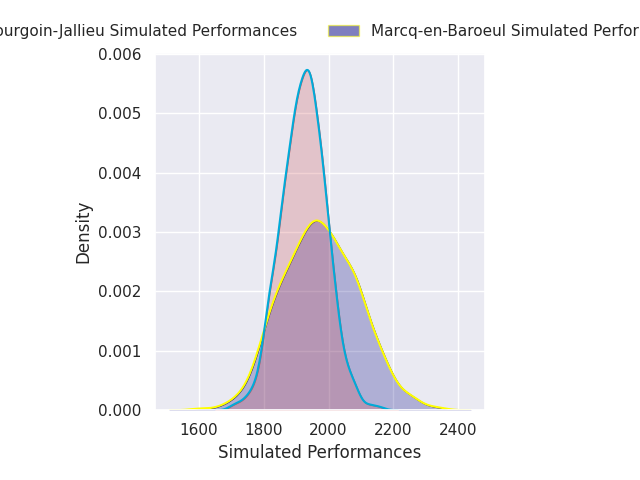 ourgoin-Jallieu Simulated Performances
Marcq-en-Baroeul Simulated Perfor
0.006
0.005
0.004
0.003
0.002
0.001
0.000
Density
1600 1800 2000 2200 2400
Simulated Performances